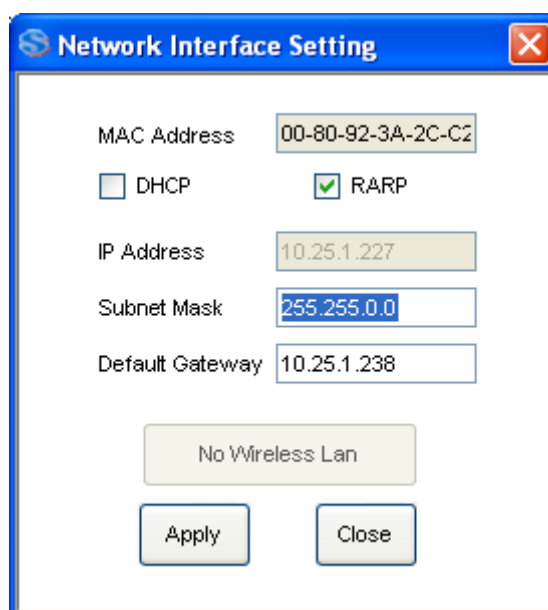 Network Interface Setting
MAC Address 00-80-92-3A-2C-C2
DHCP RARP
IP Address 10.25.1.227
Subnet Mask 255.255.0.0
Default Gateway 10.25.1.238
No Wireless Lan
Apply Close